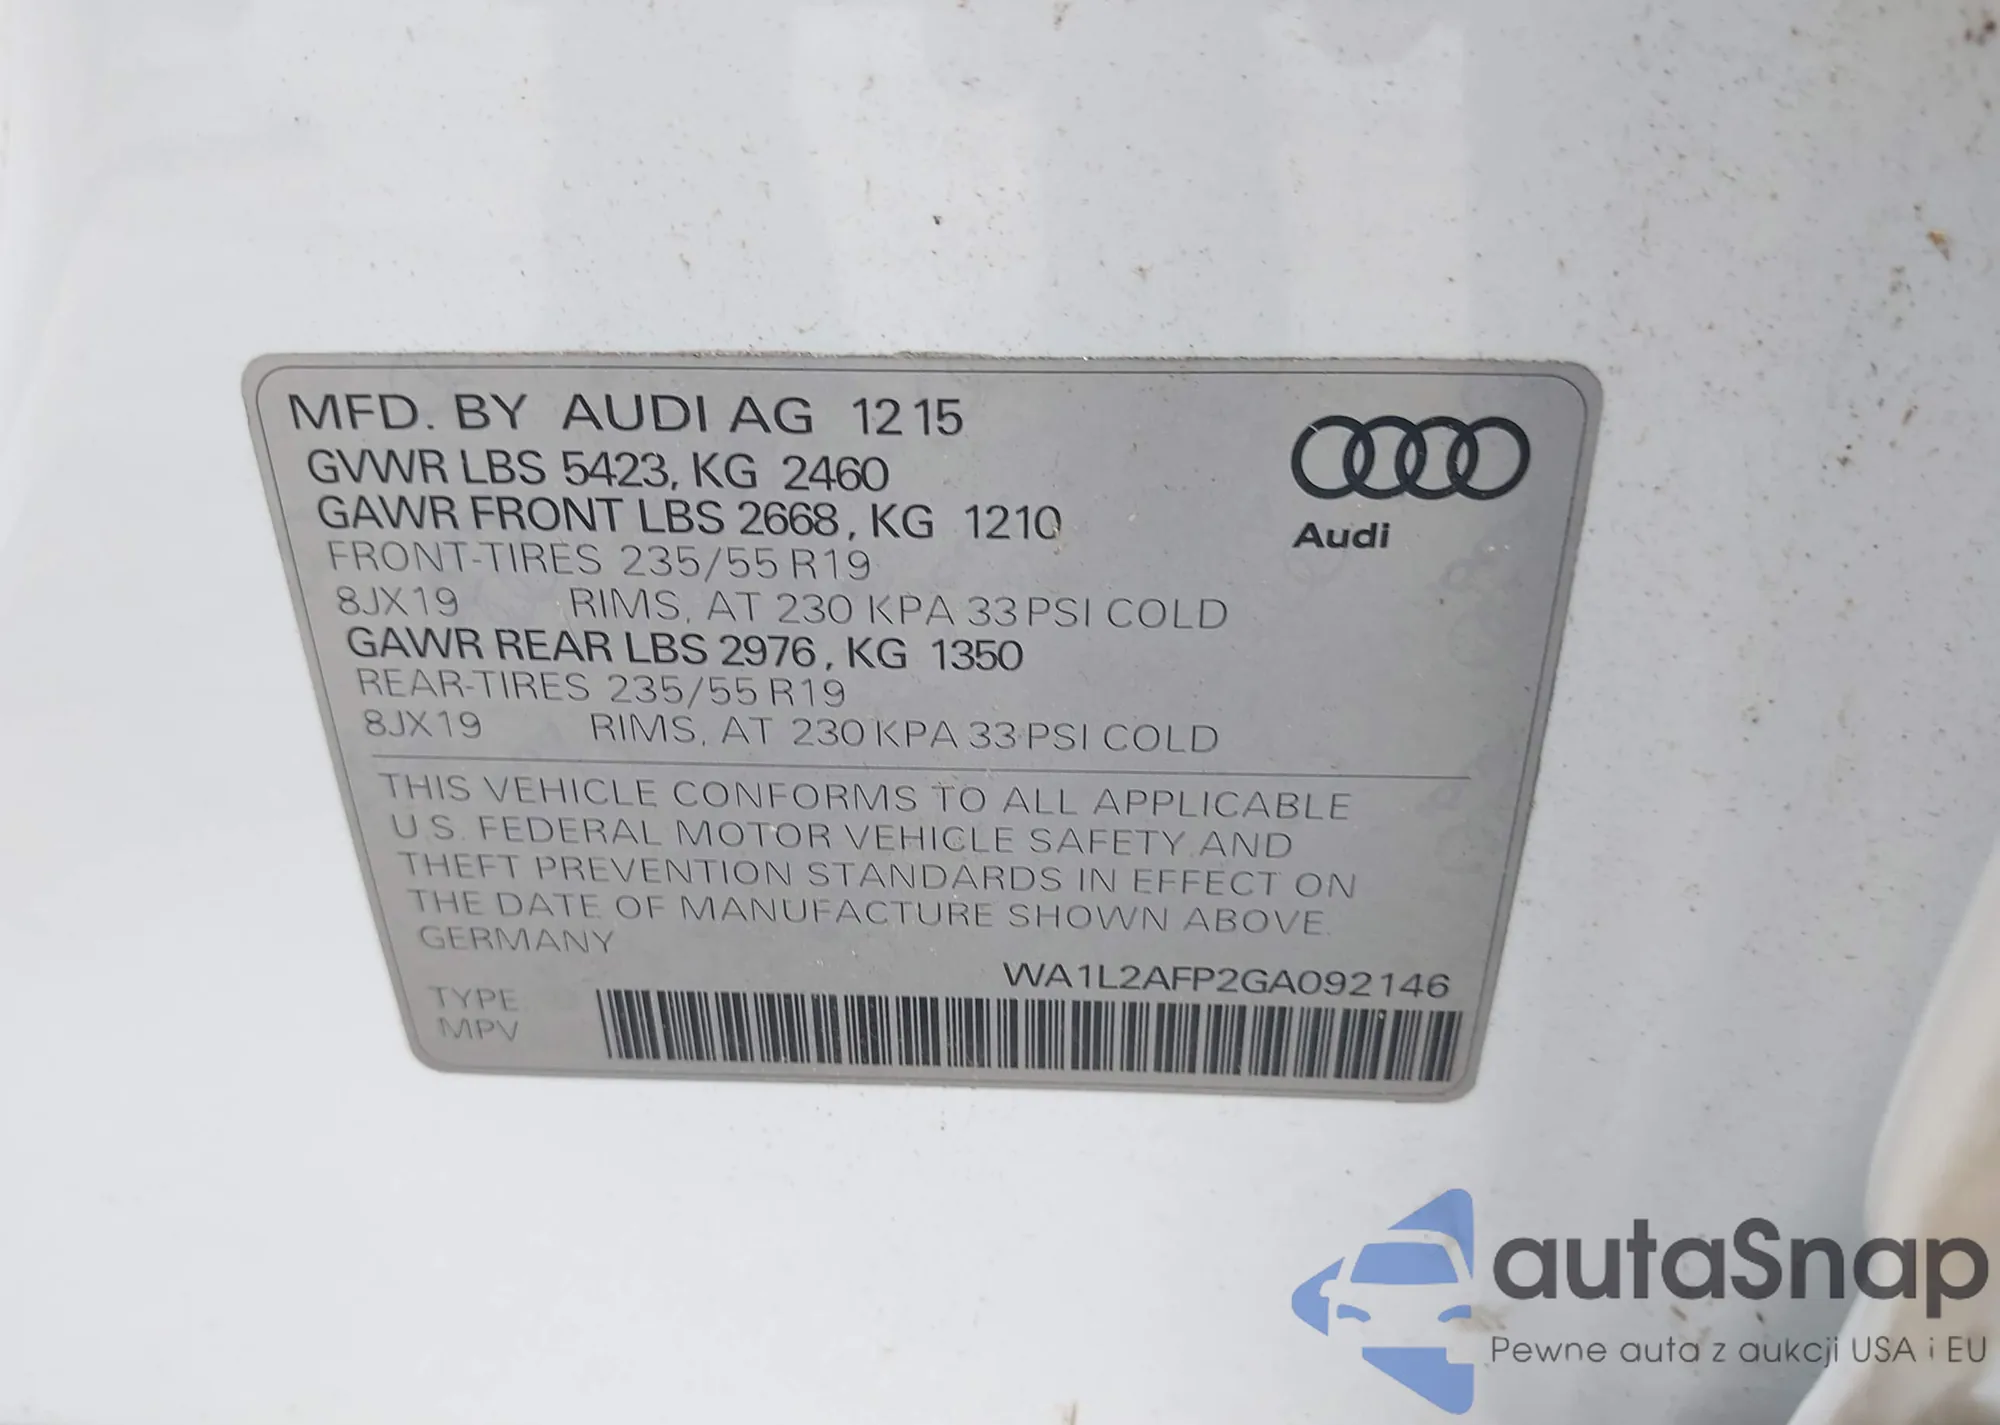 MFD. BY AUDI AG 12 15
GVWR LBS 5423, KG 2460
GAWR FRONT LBS 2668, KG 1210
FRONT-TIRES 235/55 R19
8JX19 RIMS, AT 230 KPA 33 PSI COLD
GAWR REAR LBS 2976, KG 1350
REAR-TIRES 235/55 R19
8JX19 RIMS, AT 230 KPA 33 PSI COLD
Audi
THIS VEHICLE CONFORMS TO ALL APPLICABLE
U.S. FEDERAL MOTOR VEHICLE SAFETY AND
THEFT PREVENTION STANDARDS IN EFFECT ON
THE DATE OF MANUFACTURE SHOWN ABOVE.
GERMANY
WA1L2AFP2GA092146
TYPE
MPV
autaSnap
Pewne auta z aukcji USA i EU